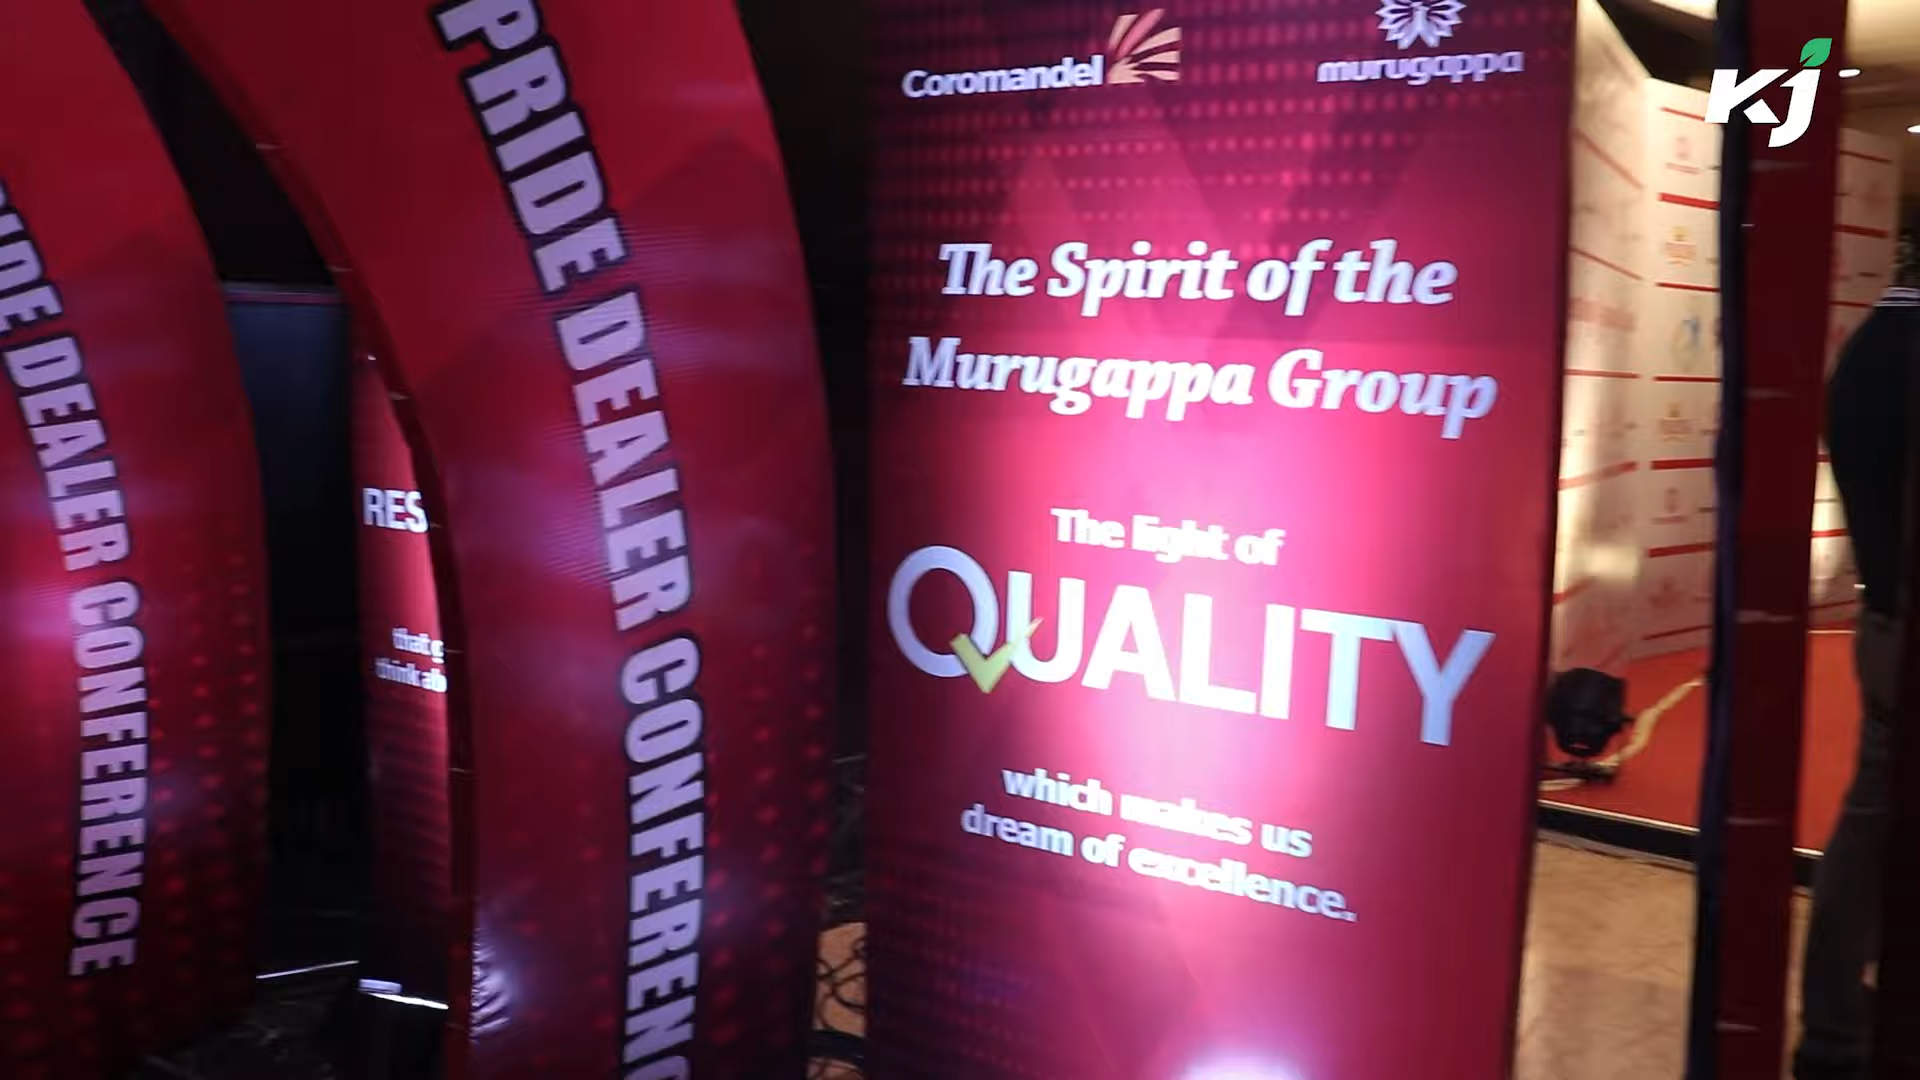 PRIDE DEALER CONFERENCE
DEALER CONFERENCE
RES
Coromandel
murugappa
KJ
The Spirit of the
Murugappa Group
The light of
QUALITY
which makes us
dream of excellence.